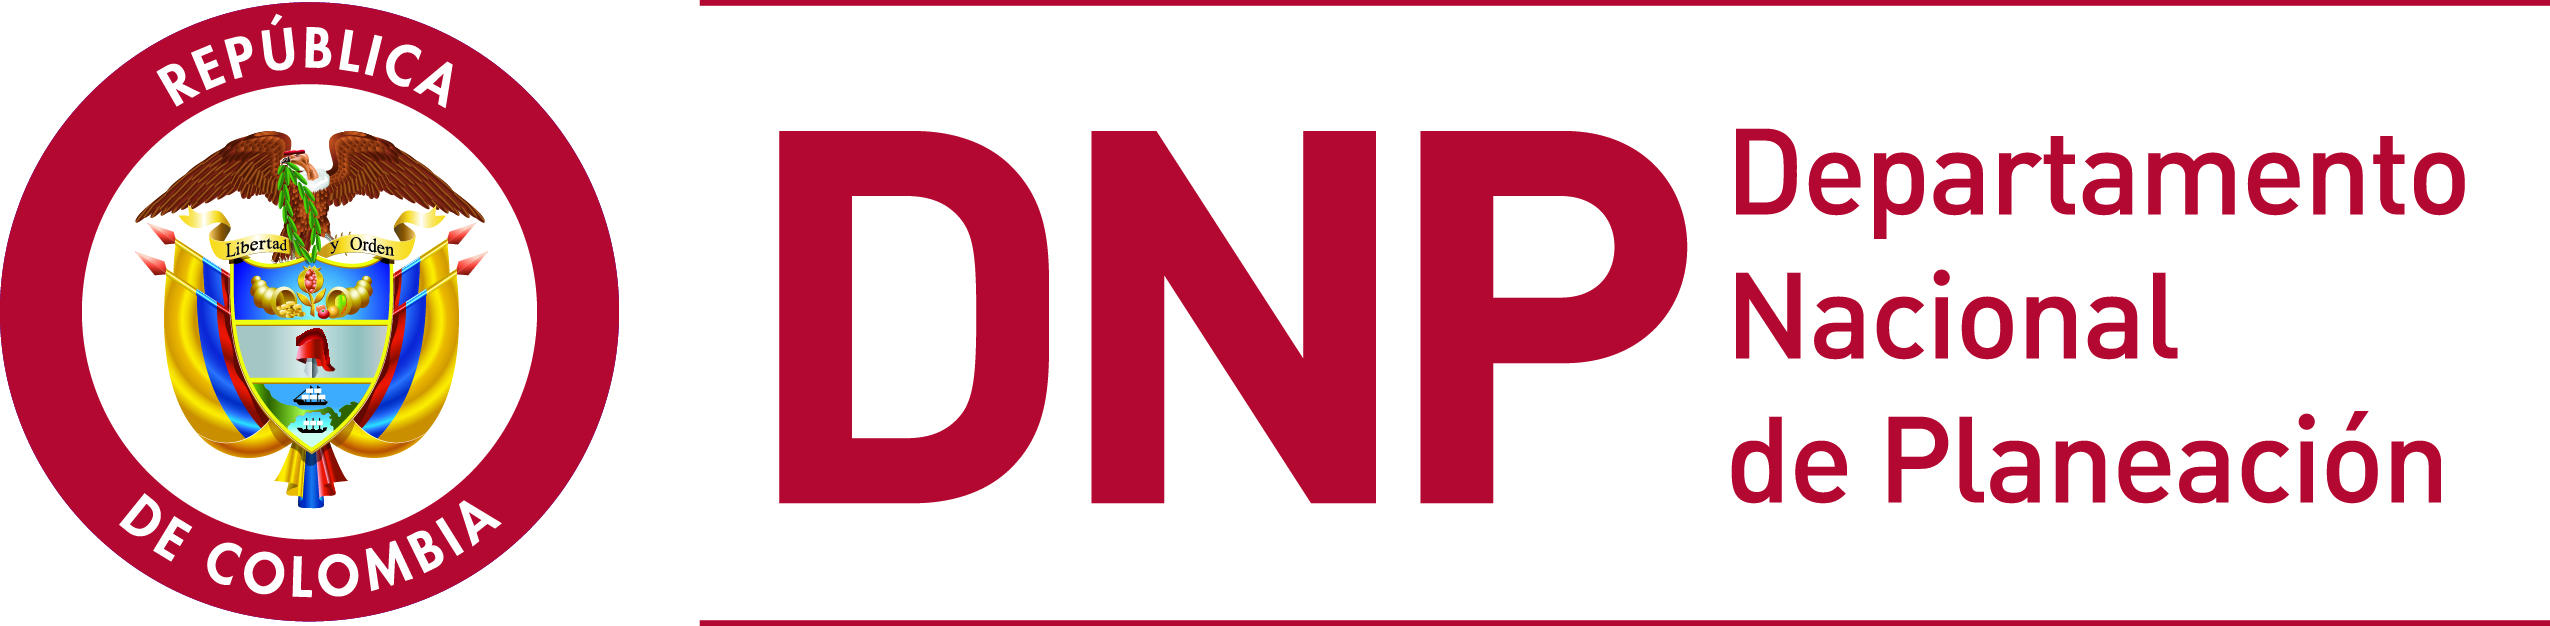 REPÚBLICA
DE COLOMBIA
Libertad y Orden
DNP
Departamento
Nacional
de Planeación